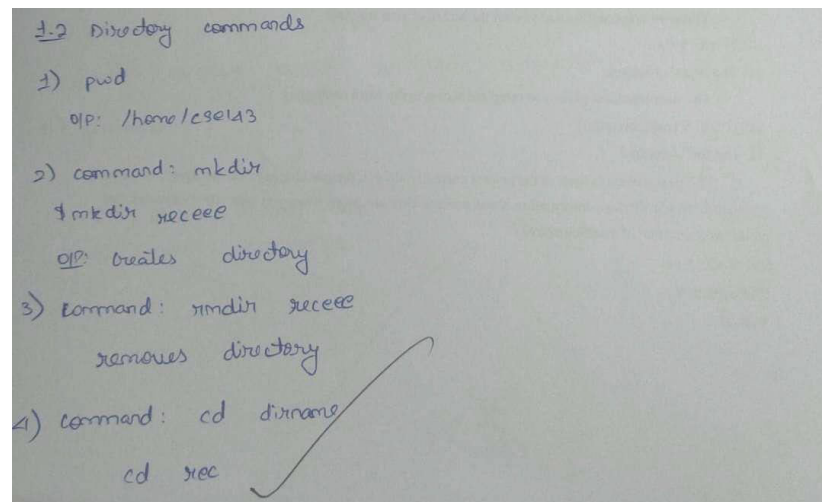 1.2 Directory commands
1) pwd
O/P: /home/cse143
2) command: mkdir
$ mkdir receee
O/P: creates directory
3) command: rmdir receee
removes directory
4) command: cd dirname
cd rec